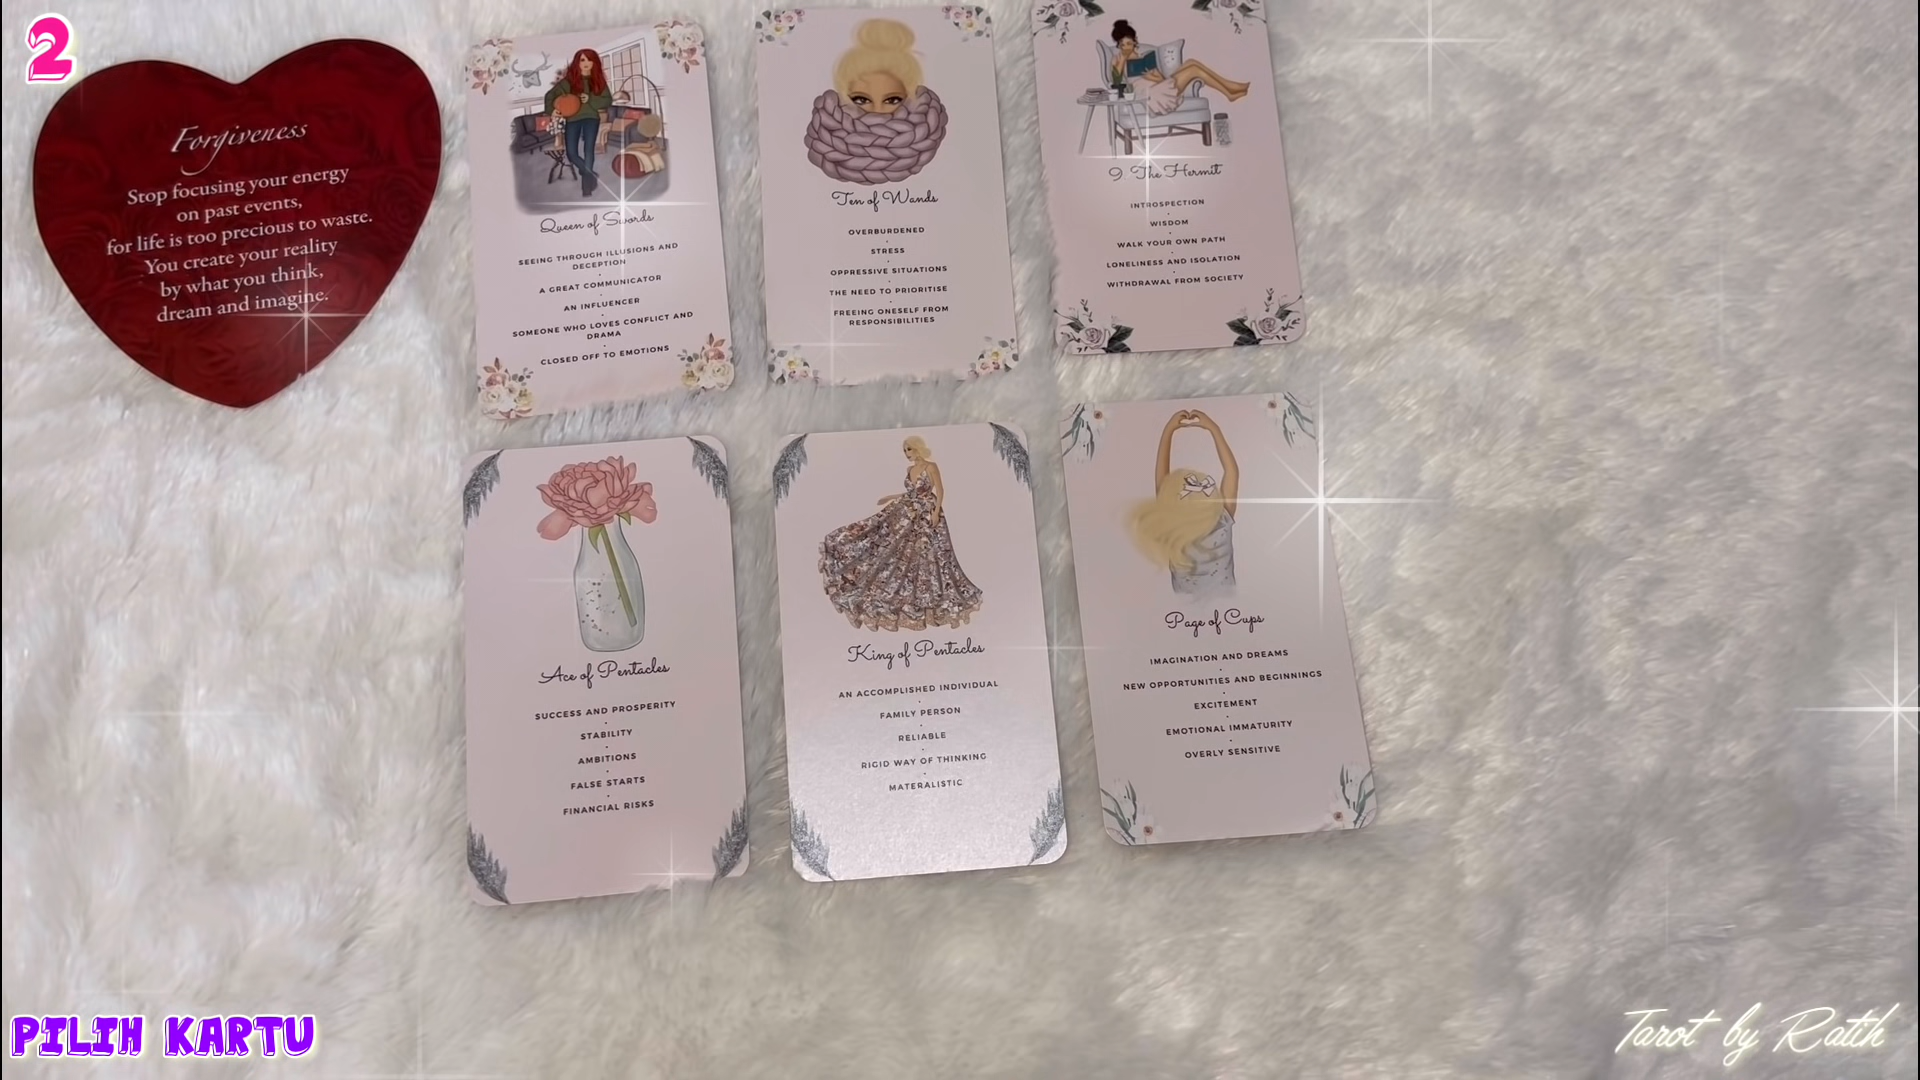 2
Forgiveness
Stop focusing your energy
on past events,
for life is too precious to waste.
You create your reality
by what you think,
dream and imagine.
Queen of Swords
SEEING THROUGH ILLUSIONS AND
DECEPTION
A GREAT COMMUNICATOR
AN INFLUENCER
SOMEONE WHO LOVES CONFLICT AND
DRAMA
CLOSED OFF TO EMOTIONS
Ten of Wands
OVERBURDENED
STRESS
OPPRESSIVE SITUATIONS
THE NEED TO PRIORITISE
FREEING ONESELF FROM
RESPONSIBILITIES
9. The Hermit
INTROSPECTION
WISDOM
WALK YOUR OWN PATH
LONELINESS AND ISOLATION
WITHDRAWAL FROM SOCIETY
Ace of Pentacles
SUCCESS AND PROSPERITY
STABILITY
AMBITIONS
FALSE STARTS
FINANCIAL RISKS
King of Pentacles
AN ACCOMPLISHED INDIVIDUAL
FAMILY PERSON
RELIABLE
RIGID WAY OF THINKING
MATERALISTIC
Page of Cups
IMAGINATION AND DREAMS
NEW OPPORTUNITIES AND BEGINNINGS
EXCITEMENT
EMOTIONAL IMMATURITY
OVERLY SENSITIVE
PILIH KARTU
Tarot by Ratih